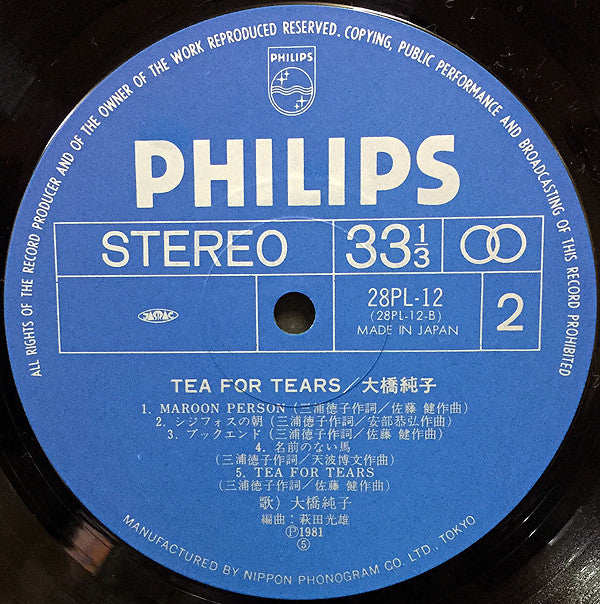 ALL RIGHTS OF THE RECORD PRODUCER AND OF THE OWNER OF THE WORK REPRODUCED RESERVED. COPYING, PUBLIC PERFORMANCE AND BROADCASTING OF THIS RECORD PROHIBITED
PHILIPS
PHILIPS
STEREO
33 1/3
JASRAC
28PL-12
(28PL-12-B)
MADE IN JAPAN
2
TEA FOR TEARS／大橋純子
1. MAROON PERSON (三浦徳子作詞／佐藤 健作曲)
2. シジフォスの朝 (三浦徳子作詞／安部恭弘作曲)
3. ブックエンド (三浦徳子作詞／佐藤 健作曲)
4. 名前のない馬
(三浦徳子作詞／天波博文作曲)
5. TEA FOR TEARS
(三浦徳子作詞／佐藤 健作曲)
歌) 大橋純子
編曲：萩田光雄
Ⓟ1981
⑤
MANUFACTURED BY NIPPON PHONOGRAM CO. LTD., TOKYO